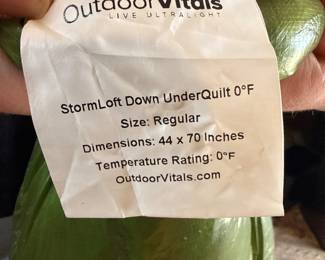 OutdoorVitals
LIVE ULTRALIGHT
StormLoft Down UnderQuilt 0°F
Size: Regular
Dimensions: 44 x 70 Inches
Temperature Rating: 0°F
OutdoorVitals.com